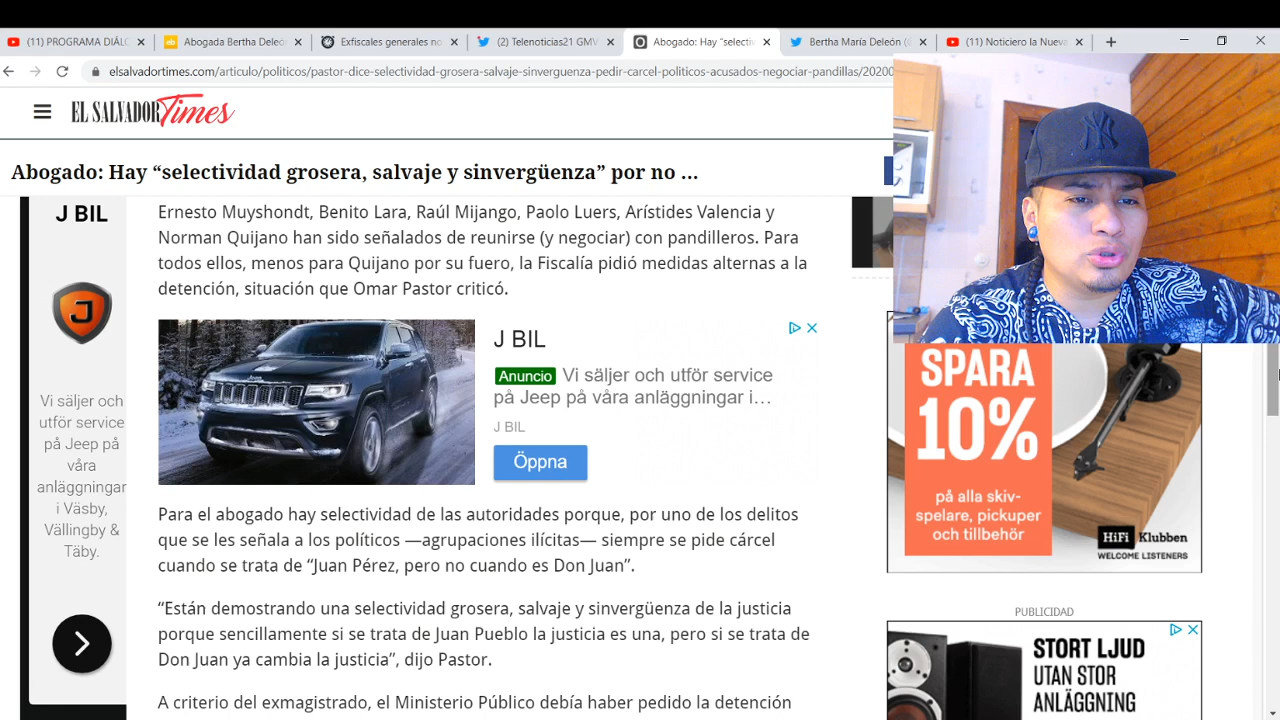 (11) PROGRAMA DIÁL
Abogada Bertha Deleó
Exfiscales generales no
(2) Telenoticias21 GMV
Abogado: Hay “selecti
Bertha María Deleón (
(11) Noticiero la Nueva
elsalvadortimes.com/articulo/politicos/pastor-dice-selectividad-grosera-salvaje-sinverguenza-pedir-carcel-politicos-acusados-negociar-pandillas/20200
EL SALVADOR Times
Abogado: Hay “selectividad grosera, salvaje y sinvergüenza” por no ...
J BIL
J
Vi säljer och
utför service
på Jeep på
våra
anläggningar
i Väsby,
Vällingby &
Täby.
Ernesto Muyshondt, Benito Lara, Raúl Mijango, Paolo Luers, Arístides Valencia y
Norman Quijano han sido señalados de reunirse (y negociar) con pandilleros. Para
todos ellos, menos para Quijano por su fuero, la Fiscalía pidió medidas alternas a la
detención, situación que Omar Pastor criticó.
J BIL
Anuncio Vi säljer och utför service
på Jeep på våra anläggningar i…
J BIL
Öppna
Para el abogado hay selectividad de las autoridades porque, por uno de los delitos
que se les señala a los políticos —agrupaciones ilícitas— siempre se pide cárcel
cuando se trata de “Juan Pérez, pero no cuando es Don Juan”.
“Están demostrando una selectividad grosera, salvaje y sinvergüenza de la justicia
porque sencillamente si se trata de Juan Pueblo la justicia es una, pero si se trata de
Don Juan ya cambia la justicia”, dijo Pastor.
A criterio del exmagistrado, el Ministerio Público debía haber pedido la detención
NY
SPARA
10%
på alla skiv-
spelare, pickuper
och tillbehör
HiFi Klubben
WELCOME LISTENERS
PUBLICIDAD
STORT LJUD
UTAN STOR
ANLÄGGNING